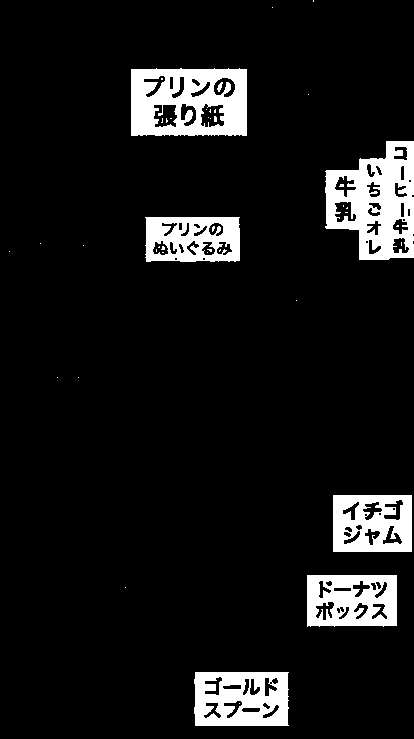 プリンの
張り紙
コーヒー牛乳
いちごオレ
牛乳
プリンの
ぬいぐるみ
イチゴ
ジャム
ドーナツ
ボックス
ゴールド
スプーン